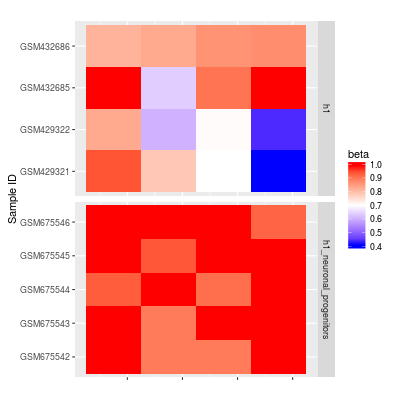 GSM432686
GSM432685
GSM429322
GSM429321
h1
GSM675546
GSM675545
GSM675544
GSM675543
GSM675542
h1_neuronal_progenitors
Sample ID
beta
1.0
0.9
0.8
0.7
0.6
0.5
0.4